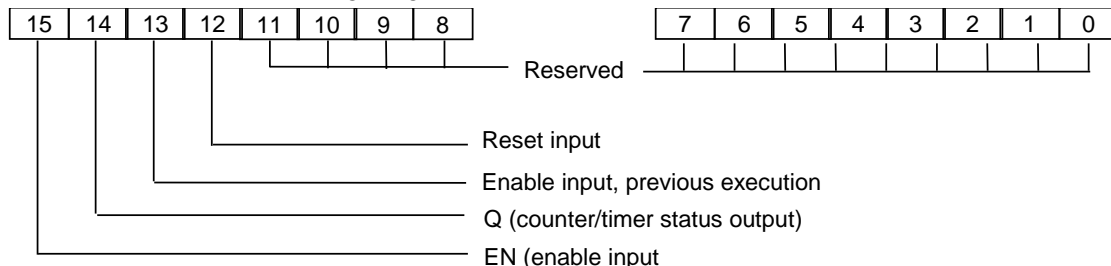 15 14 13 12 11 10 9 8 7 6 5 4 3 2 1 0
Reserved
Reset input
Enable input, previous execution
Q (counter/timer status output)
EN (enable input